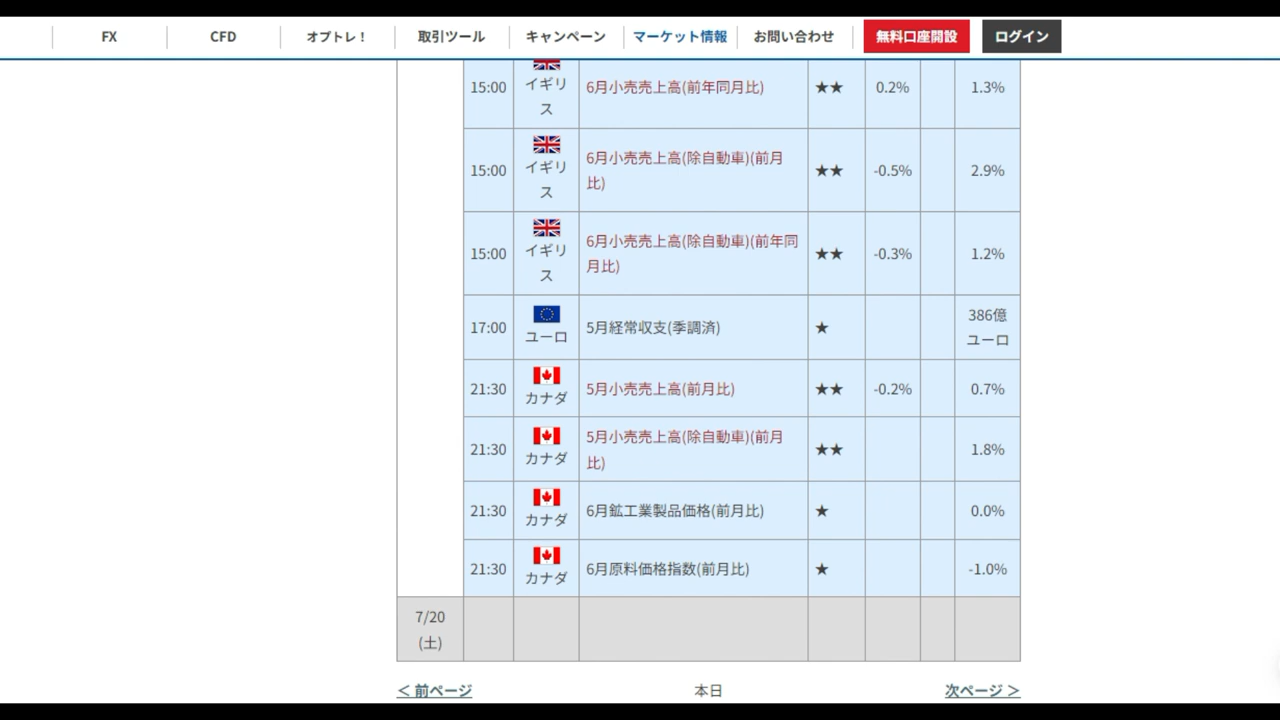 FX
CFD
オプトレ！
取引ツール
キャンペーン
マーケット情報
お問い合わせ
無料口座開設
ログイン
15:00
イギリ
ス
6月小売売上高(前年同月比)
★★
0.2%
1.3%
15:00
イギリ
ス
6月小売売上高(除自動車)(前月
比)
★★
-0.5%
2.9%
15:00
イギリ
ス
6月小売売上高(除自動車)(前年同
月比)
★★
-0.3%
1.2%
17:00
ユーロ
5月経常収支(季調済)
★
386億
ユーロ
21:30
カナダ
5月小売売上高(前月比)
★★
-0.2%
0.7%
21:30
カナダ
5月小売売上高(除自動車)(前月
比)
★★
1.8%
21:30
カナダ
6月鉱工業製品価格(前月比)
★
0.0%
21:30
カナダ
6月原料価格指数(前月比)
★
-1.0%
7/20
(土)
＜ 前ページ
本日
次ページ ＞